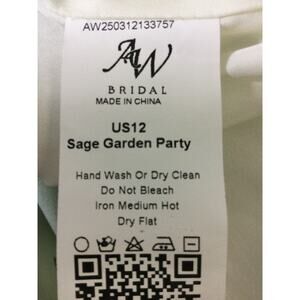 AW250312133757
AW
BRIDAL
MADE IN CHINA
US12
Sage Garden Party
Hand Wash Or Dry Clean
Do Not Bleach
Iron Medium Hot
Dry Flat